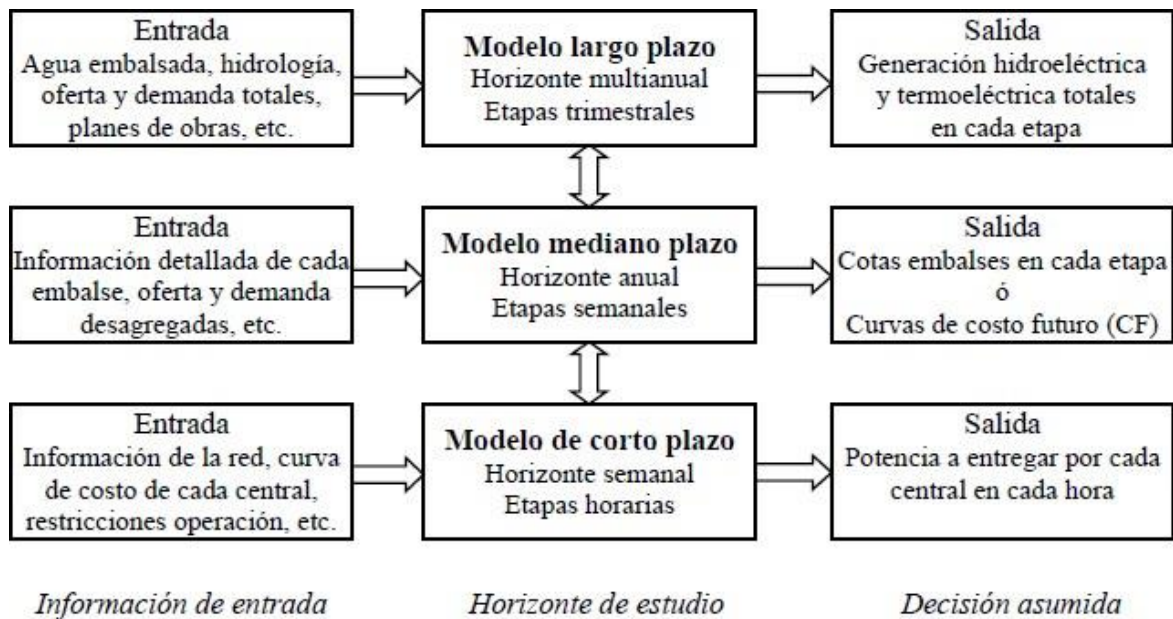 Entrada
Agua embalsada, hidrología,
oferta y demanda totales,
planes de obras, etc.
Modelo largo plazo
Horizonte multianual
Etapas trimestrales
Salida
Generación hidroeléctrica
y termoeléctrica totales
en cada etapa
Entrada
Información detallada de cada
embalse, oferta y demanda
desagregadas, etc.
Modelo mediano plazo
Horizonte anual
Etapas semanales
Salida
Cotas embalses en cada etapa
ó
Curvas de costo futuro (CF)
Entrada
Información de la red, curva
de costo de cada central,
restricciones operación, etc.
Modelo de corto plazo
Horizonte semanal
Etapas horarias
Salida
Potencia a entregar por cada
central en cada hora
Información de entrada
Horizonte de estudio
Decisión asumida